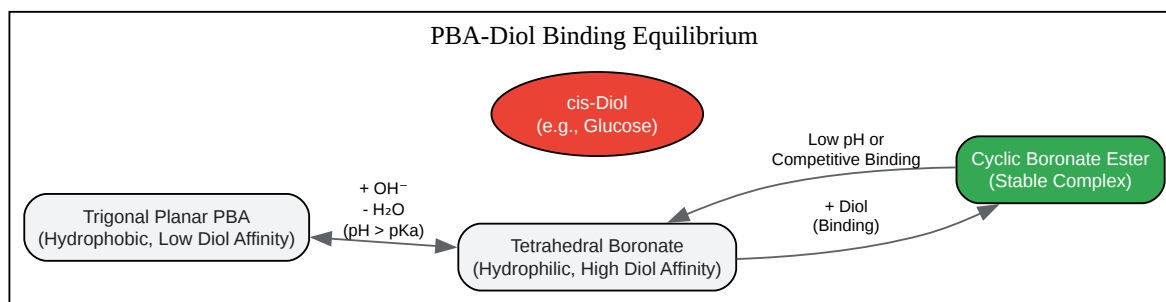 PBA-Diol Binding Equilibrium
cis-Diol
(e.g., Glucose)
Low pH or
Competitive Binding
Cyclic Boronate Ester
(Stable Complex)
+ OH⁻
- H₂O
(pH > pKa)
Trigonal Planar PBA
(Hydrophobic, Low Diol Affinity)
+ Diol
(Binding)
Tetrahedral Boronate
(Hydrophilic, High Diol Affinity)